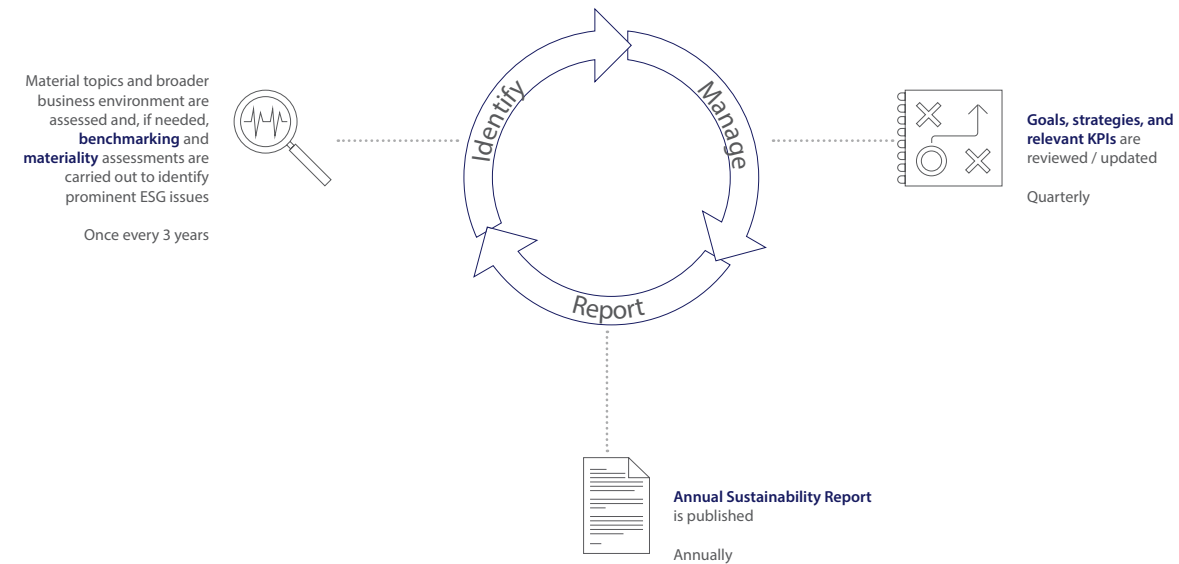 Identify
Manage
Report
Material topics and broader
business environment are
assessed and, if needed,
benchmarking and
materiality assessments are
carried out to identify
prominent ESG issues
Once every 3 years
Goals, strategies, and
relevant KPIs are
reviewed / updated
Quarterly
Annual Sustainability Report
is published
Annually